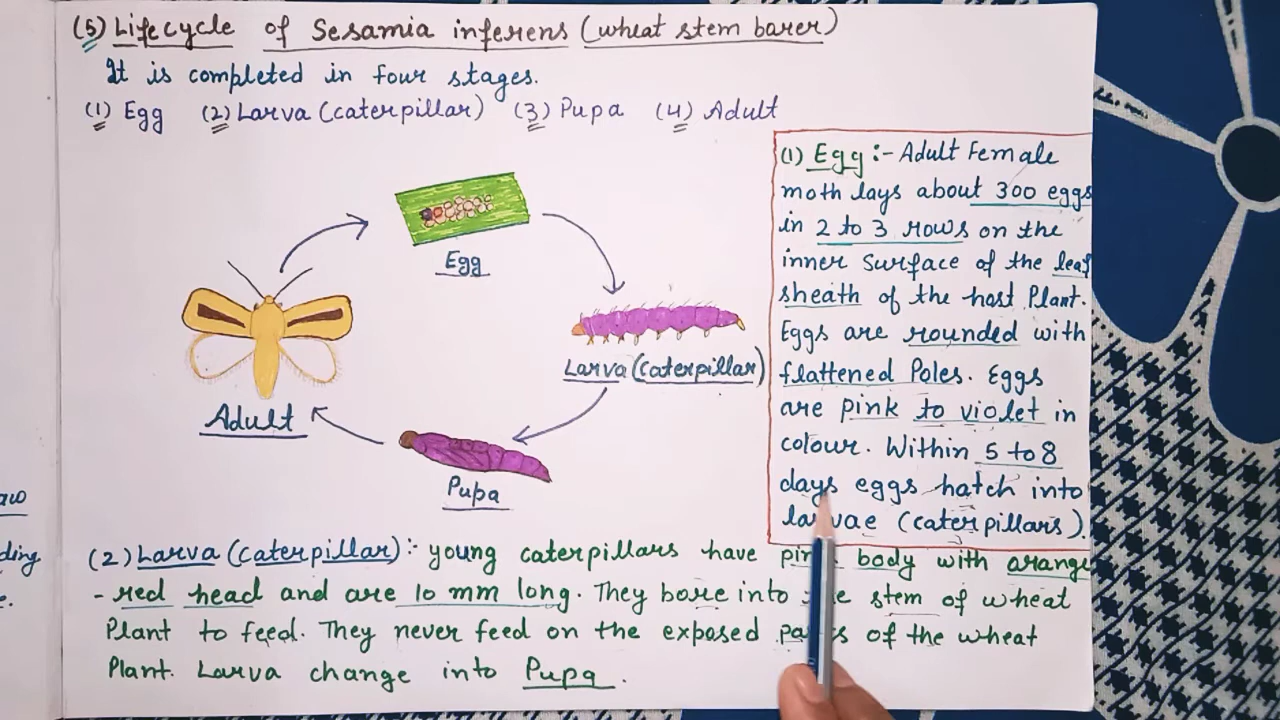 (5) Lifecycle of Sesamia inferens (wheat stem barer)
It is completed in four stages.
(1) Egg (2) Larva (caterpillar) (3) Pupa (4) Adult
Egg
Larva (caterpillar)
Pupa
Adult
(1) Egg :- Adult Female
moth lays about 300 eggs
in 2 to 3 rows on the
inner surface of the leaf
sheath of the host Plant.
Eggs are rounded with
flattened Poles. Eggs
are pink to violet in
colour. Within 5 to 8
days eggs hatch into
larvae (caterpillars).
(2) Larva (caterpillar) :- young caterpillars have pink body with orange
- red head and are 10 mm long. They bore into the stem of wheat
Plant to feed. They never feed on the exposed parts of the wheat
Plant. Larva change into Pupa.